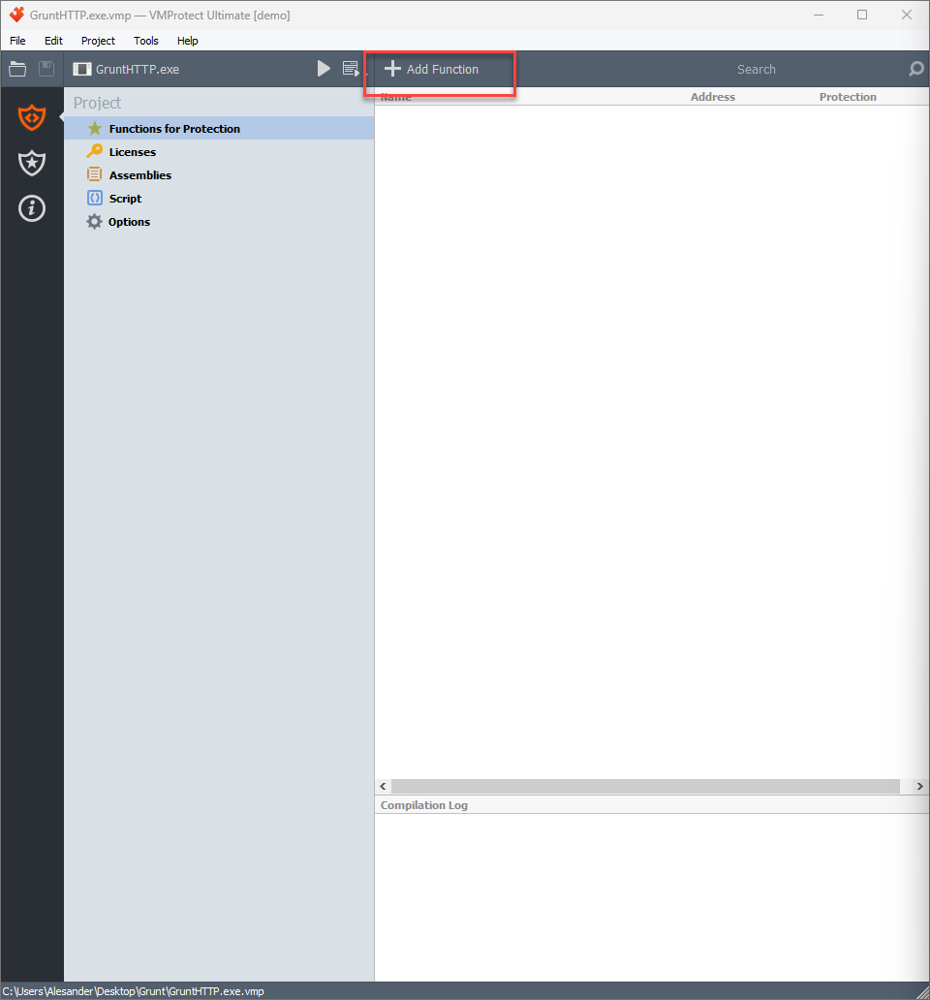 GruntHTTP.exe.vmp — VMProtect Ultimate [demo]
File Edit Project Tools Help
GruntHTTP.exe Add Function Search
Project Name Address Protection
Functions for Protection
Licenses
Assemblies
Script
Options
Compilation Log
C:\Users\Alesander\Desktop\Grunt\GruntHTTP.exe.vmp